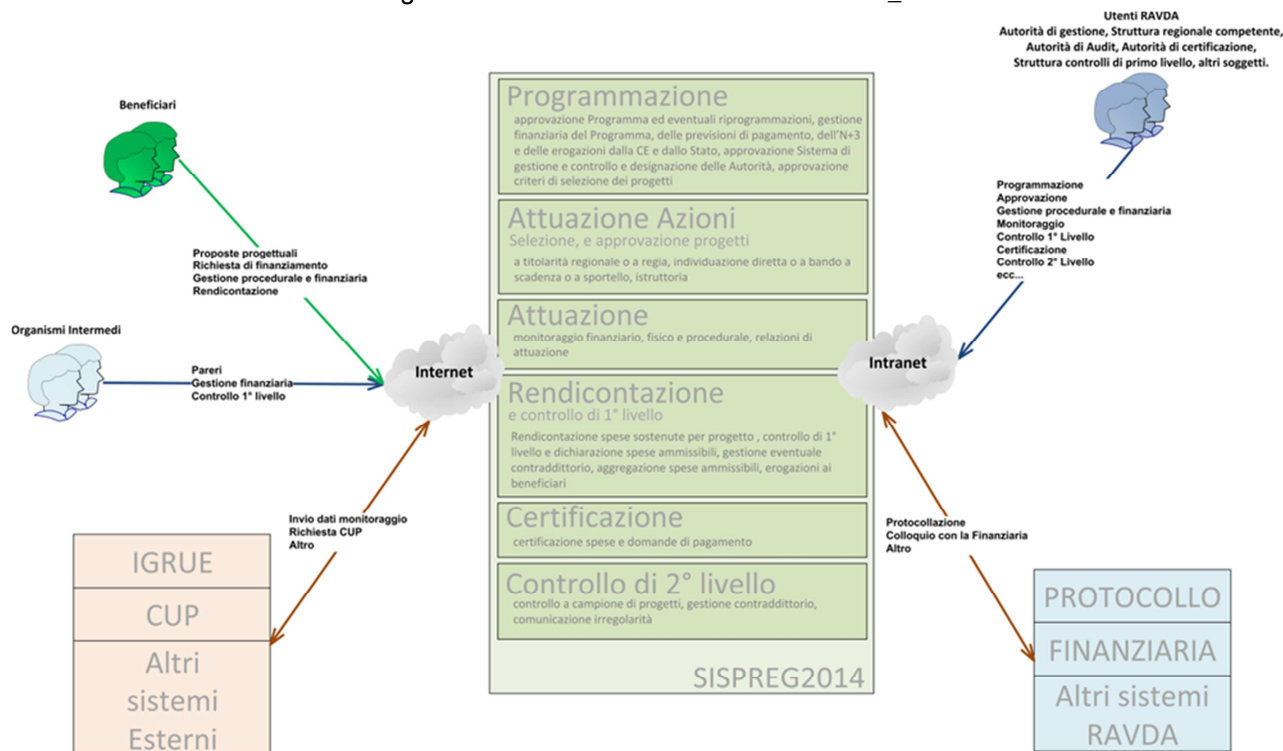 Utenti RAVDA
Autorità di gestione, Struttura regionale competente,
Autorità di Audit, Autorità di certificazione,
Struttura controlli di primo livello, altri soggetti.
Beneficiari
Proposte progettuali
Richiesta di finanziamento
Gestione procedurale e finanziaria
Rendicontazione
Organismi Intermedi
Pareri
Gestione finanziaria
Controllo 1° livello
Internet
Invio dati monitoraggio
Richiesta CUP
Altro
IGRUE
CUP
Altri
sistemi
Esterni
Programmazione
approvazione Programma ed eventuali riprogrammazioni, gestione
finanziaria del Programma, delle previsioni di pagamento, dell'N+3
e delle erogazioni dalla CE e dallo Stato, approvazione Sistema di
gestione e controllo e designazione delle Autorità, approvazione
criteri di selezione dei progetti
Attuazione Azioni
Selezione, e approvazione progetti
a titolarità regionale o a regia, individuazione diretta o a bando a
scadenza o a sportello, istruttoria
Attuazione
monitoraggio finanziario, fisico e procedurale, relazioni di
attuazione
Rendicontazione
e controllo di 1° livello
Rendicontazione spese sostenute per progetto , controllo di 1°
livello e dichiarazione spese ammissibili, gestione eventuale
contraddittorio, aggregazione spese ammissibili, erogazioni ai
beneficiari
Certificazione
certificazione spese e domande di pagamento
Controllo di 2° livello
controllo a campione di progetti, gestione contraddittorio,
comunicazione irregolarità
SISPREG2014
Programmazione
Approvazione
Gestione procedurale e finanziaria
Monitoraggio
Controllo 1° Livello
Certificazione
Controllo 2° Livello
ecc...
Intranet
Protocollazione
Colloquio con la Finanziaria
Altro
PROTOCOLLO
FINANZIARIA
Altri sistemi
RAVDA